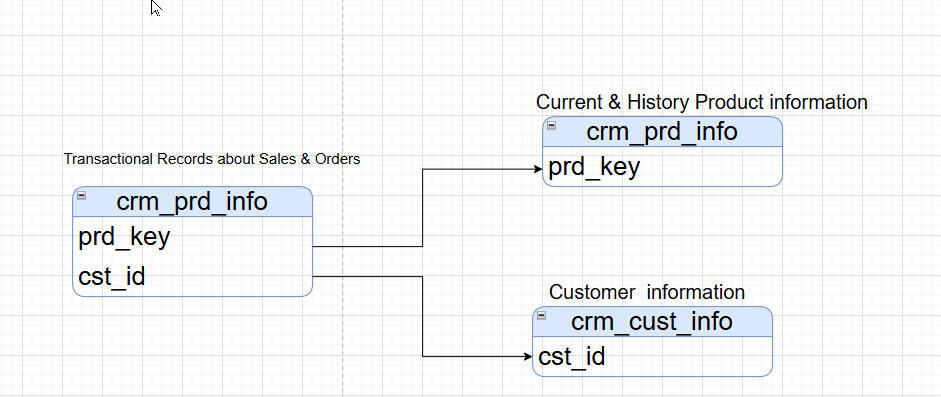 Current & History Product information
crm_prd_info
prd_key
Transactional Records about Sales & Orders
crm_prd_info
prd_key
cst_id
Customer  information
crm_cust_info
cst_id